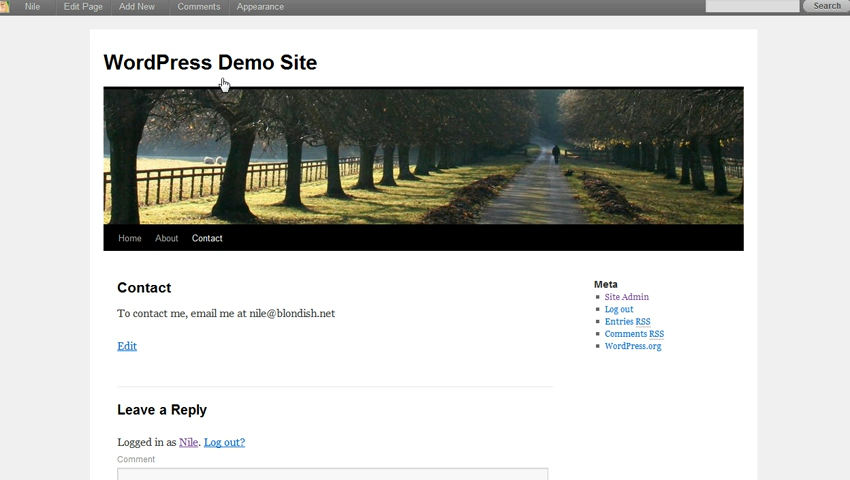 Nile Edit Page Add New Comments Appearance Search
WordPress Demo Site
Home About Contact
Contact
To contact me, email me at nile@blondish.net
Edit
Meta
Site Admin
Log out
Entries RSS
Comments RSS
WordPress.org
Leave a Reply
Logged in as Nile. Log out?
Comment